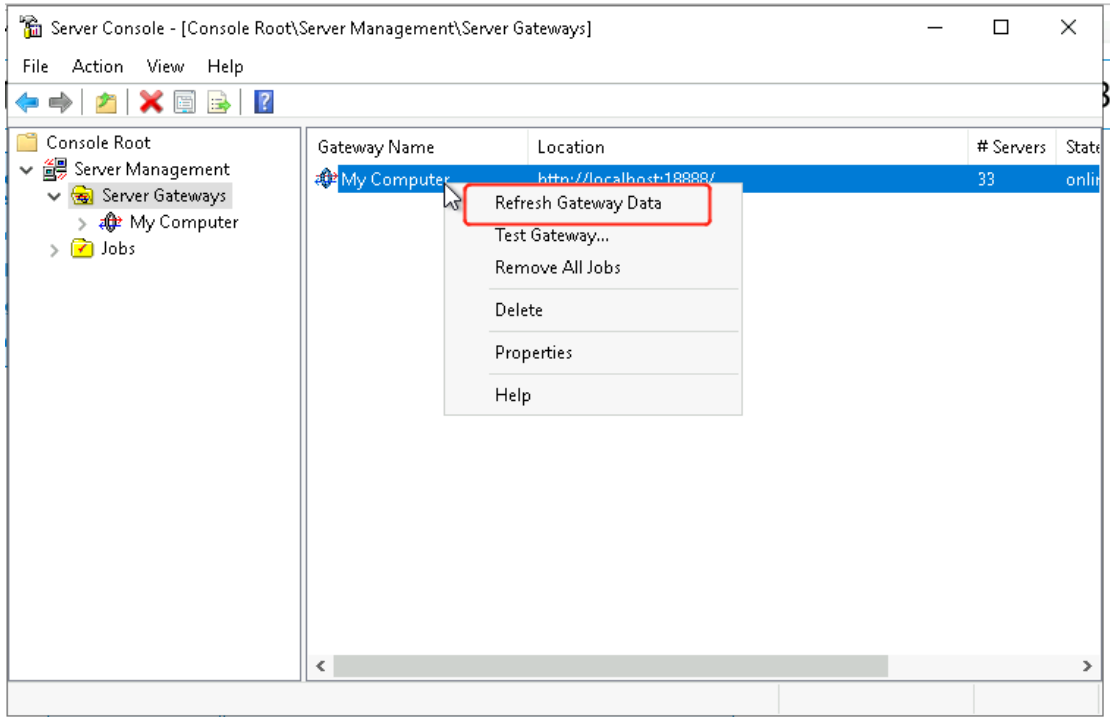 Server Console - [Console Root\Server Management\Server Gateways]
File Action View Help
Console Root
Server Management
Server Gateways
My Computer
Jobs
Gateway Name Location # Servers State
My Computer http://localhost:18888/ 33 onlin
Refresh Gateway Data
Test Gateway...
Remove All Jobs
Delete
Properties
Help